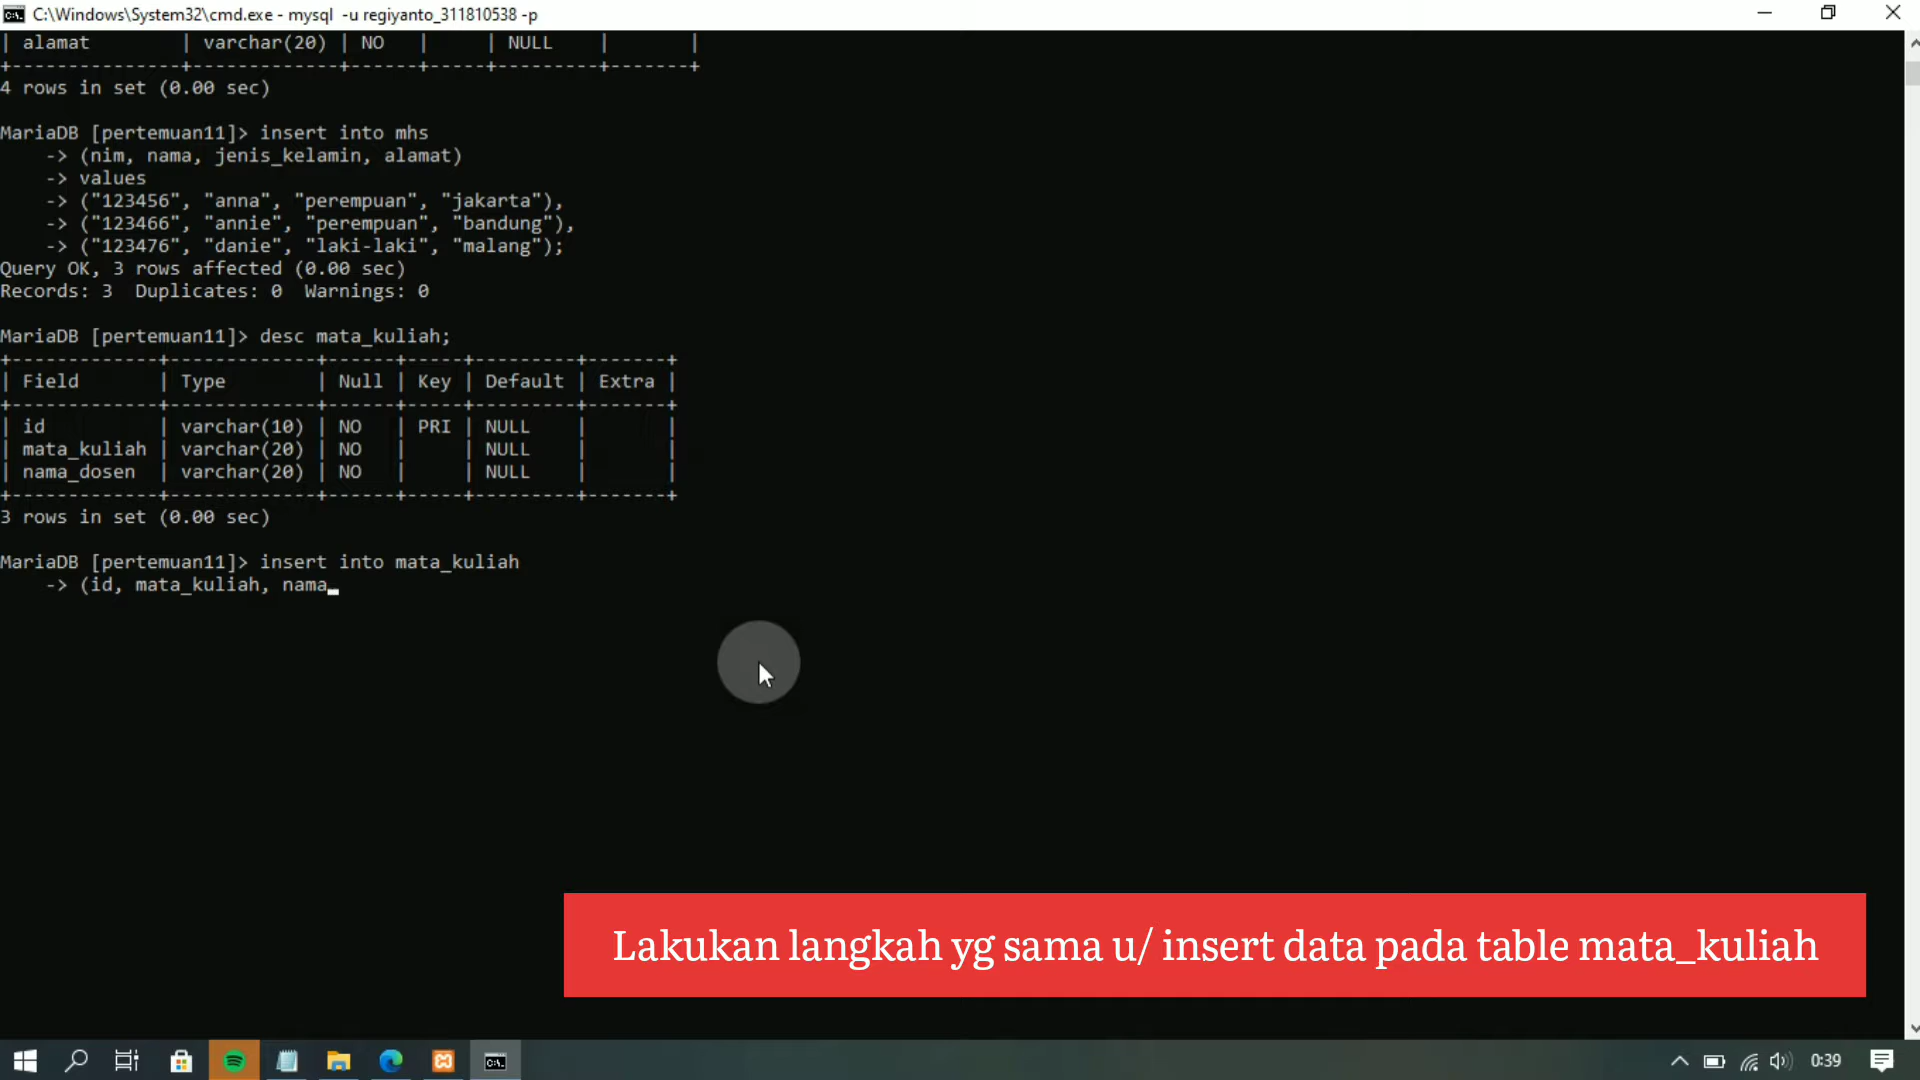 C:\Windows\System32\cmd.exe - mysql  -u regiyanto_311810538 -p
| alamat        | varchar(20) | NO   |     | NULL    |       |
+---------------+-------------+------+-----+---------+-------+
4 rows in set (0.00 sec)
MariaDB [pertemuan11]> insert into mhs
    -> (nim, nama, jenis_kelamin, alamat)
    -> values
    -> ("123456", "anna", "perempuan", "jakarta"),
    -> ("123466", "annie", "perempuan", "bandung"),
    -> ("123476", "danie", "laki-laki", "malang");
Query OK, 3 rows affected (0.00 sec)
Records: 3  Duplicates: 0  Warnings: 0
MariaDB [pertemuan11]> desc mata_kuliah;
+-------------+-------------+------+-----+---------+-------+
| Field       | Type        | Null | Key | Default | Extra |
+-------------+-------------+------+-----+---------+-------+
| id          | varchar(10) | NO   | PRI | NULL    |       |
| mata_kuliah | varchar(20) | NO   |     | NULL    |       |
| nama_dosen  | varchar(20) | NO   |     | NULL    |       |
+-------------+-------------+------+-----+---------+-------+
3 rows in set (0.00 sec)
MariaDB [pertemuan11]> insert into mata_kuliah
    -> (id, mata_kuliah, nama_
Lakukan langkah yg sama u/ insert data pada table mata_kuliah
0:39